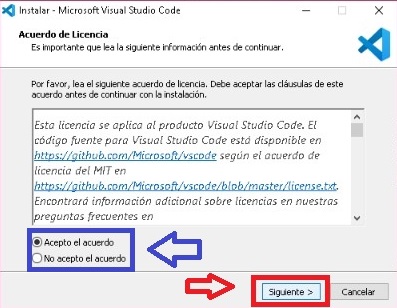 Instalar - Microsoft Visual Studio Code
Acuerdo de Licencia
Es importante que lea la siguiente información antes de continuar.
Por favor, lea el siguiente acuerdo de licencia. Debe aceptar las cláusulas de este
acuerdo antes de continuar con la instalación.
Esta licencia se aplica al producto Visual Studio Code. El
código fuente para Visual Studio Code está disponible en
https://github.com/Microsoft/vscode según el acuerdo de
licencia del MIT en
https://github.com/Microsoft/vscode/blob/master/license.txt.
Encontrará información adicional sobre licencias en nuestras
preguntas frecuentes en
Acepto el acuerdo
No acepto el acuerdo
Siguiente >
Cancelar